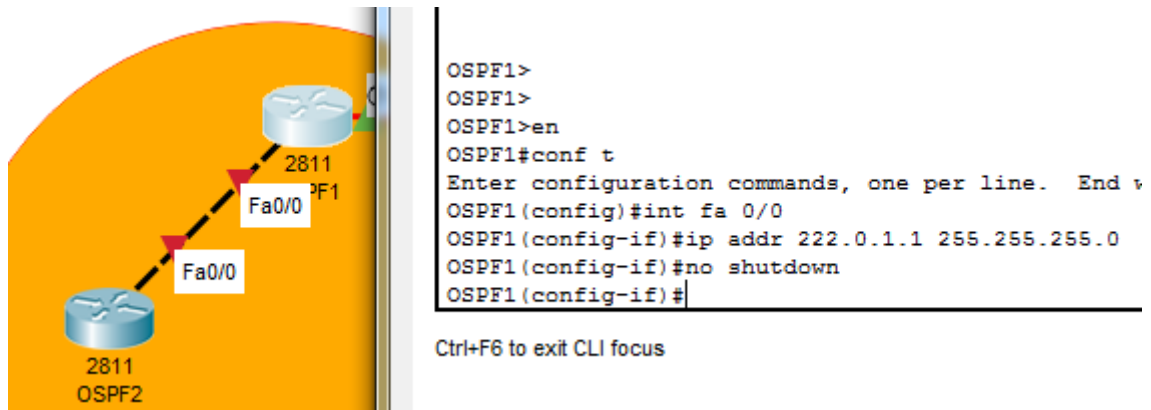 2811
PF1
Fa0/0
Fa0/0
2811
OSPF2
OSPF1>
OSPF1>
OSPF1>en
OSPF1#conf t
Enter configuration commands, one per line. End
OSPF1(config)#int fa 0/0
OSPF1(config-if)#ip addr 222.0.1.1 255.255.255.0
OSPF1(config-if)#no shutdown
OSPF1(config-if)#
Ctrl+F6 to exit CLI focus